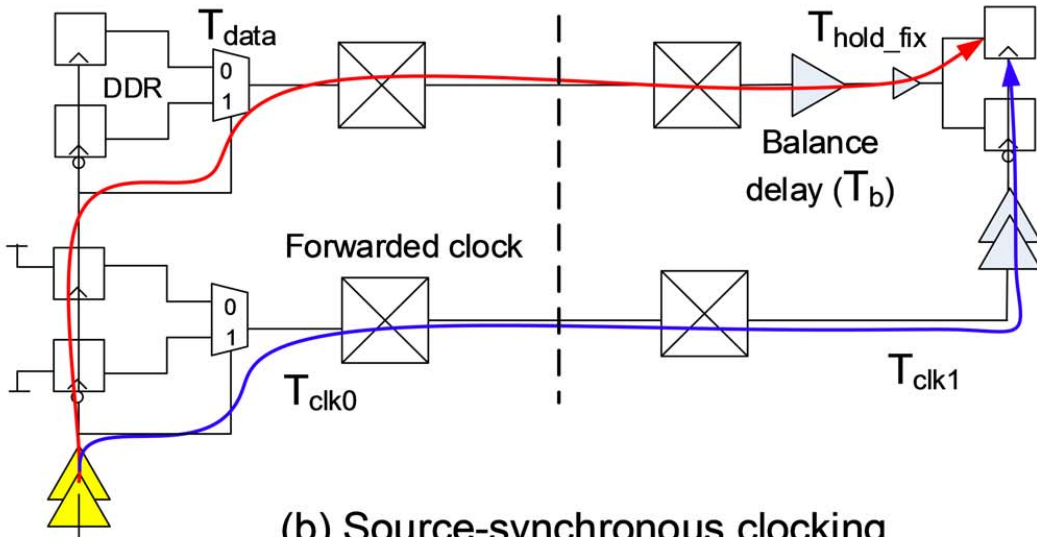 T_data
T_hold_fix
0
DDR
1
Balance
delay (T_b)
Forwarded clock
0
1
T_clk0
T_clk1
(b) Source-synchronous clocking